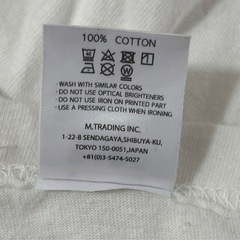 100% COTTON
· WASH WITH SIMILAR COLORS
· DO NOT USE OPTICAL BRIGHTENERS
· DO NOT USE IRON ON PRINTED PART
· USE A PRESSING CLOTH WHEN IRONING
M.TRADING INC.
1-22-8 SENDAGAYA,SHIBUYA-KU,
TOKYO 150-0051,JAPAN
+81(0)3-5474-5027